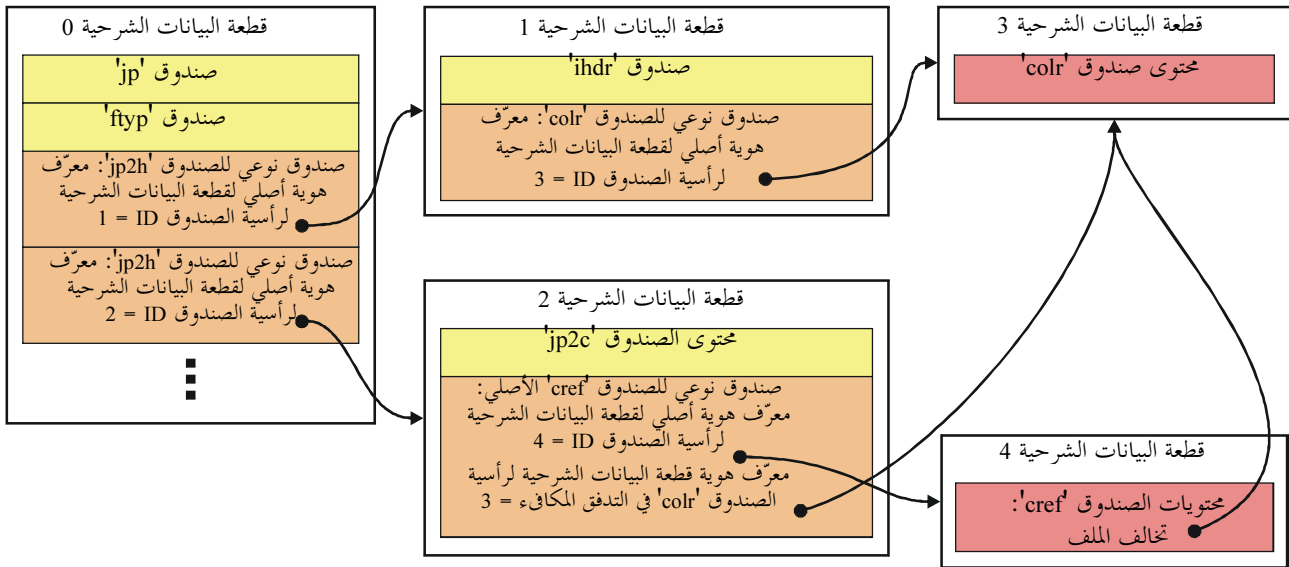 قطعة البيانات الشرحية 0
صندوق 'jp'
صندوق 'ftyp'
صندوق نوعي للصندوق 'jp2h': معرّف
هوية أصلي لقطعة البيانات الشرحية
لرأسية الصندوق ID = 1
صندوق نوعي للصندوق 'jp2h': معرّف
هوية أصلي لقطعة البيانات الشرحية
لرأسية الصندوق ID = 2
قطعة البيانات الشرحية 1
صندوق 'ihdr'
صندوق نوعي للصندوق 'colr': معرّف
هوية أصلي لقطعة البيانات الشرحية
لرأسية الصندوق ID = 3
قطعة البيانات الشرحية 2
محتوى الصندوق 'jp2c'
صندوق نوعي للصندوق 'cref' الأصلي:
معرّف هوية أصلي لقطعة البيانات الشرحية
لرأسية الصندوق ID = 4
معرّف هوية قطعة البيانات الشرحية لرأسية
الصندوق 'colr' في التدفق المكافىء = 3
قطعة البيانات الشرحية 3
محتوى صندوق 'colr'
قطعة البيانات الشرحية 4
محتويات الصندوق 'cref':
تخالف الملف